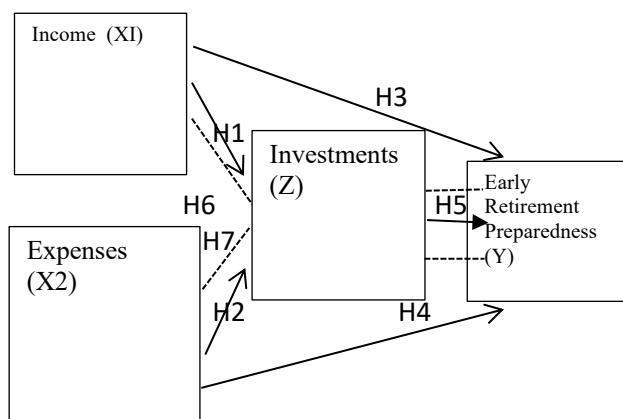 Income (XI)
H3
H1
Investments
(Z)
Early
Retirement
Preparedness
(Y)
H6
H5
Expenses
(X2)
H7
H2
H4